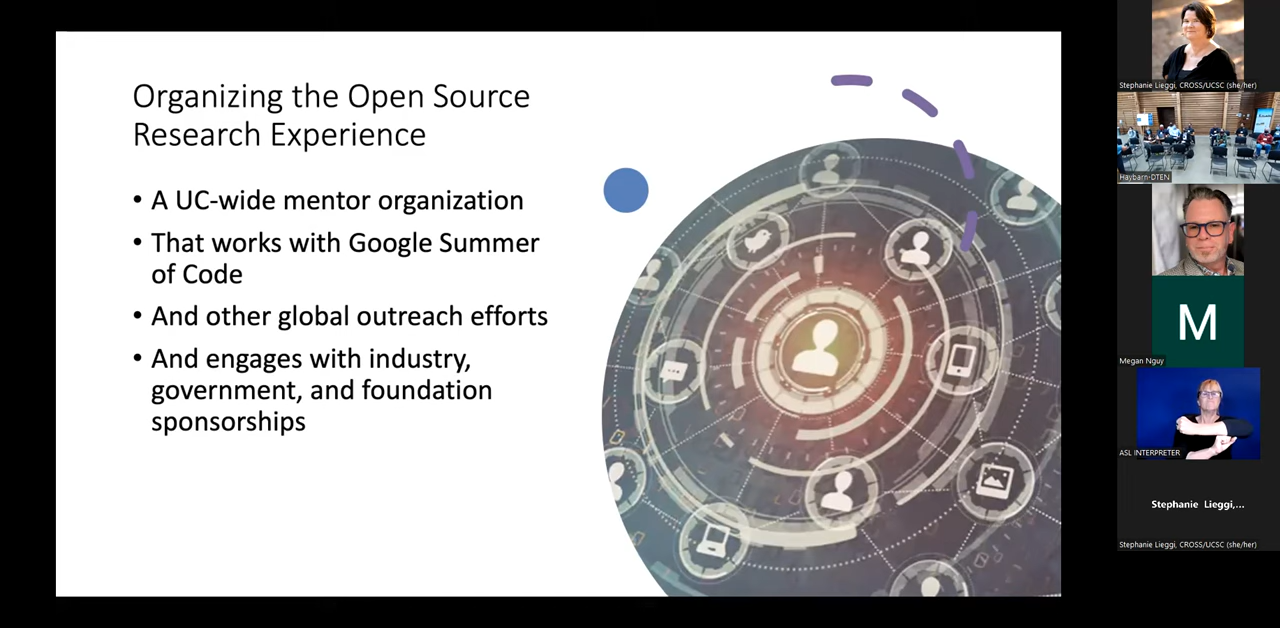 Organizing the Open Source
Research Experience
• A UC-wide mentor organization
• That works with Google Summer
of Code
• And other global outreach efforts
• And engages with industry,
government, and foundation
sponsorships
Stephanie Lieggi, CROSS/UCSC (she/her)
Haybarn-DTEN
M
Megan Nguy
ASL INTERPRETER
Stephanie Lieggi,...
Stephanie Lieggi, CROSS/UCSC (she/her)